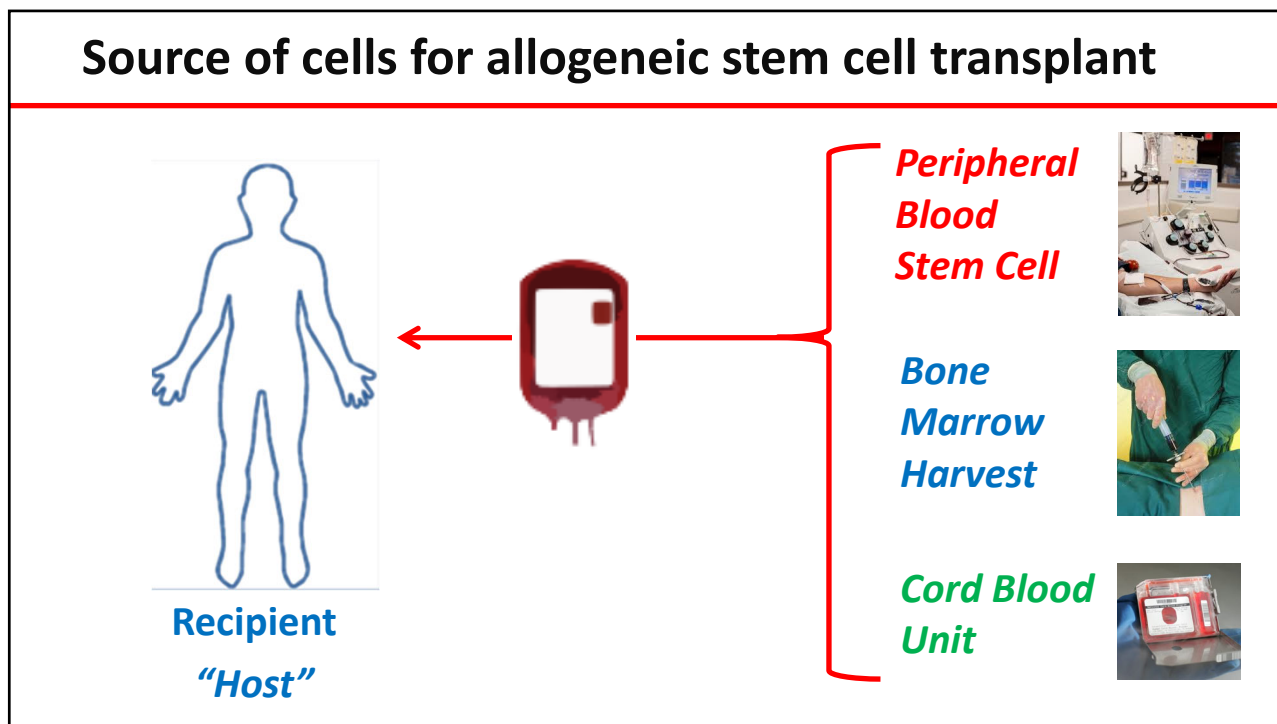 Source of cells for allogeneic stem cell transplant
Peripheral
Blood
Stem Cell
Bone
Marrow
Harvest
Cord Blood
Unit
Recipient
“Host”